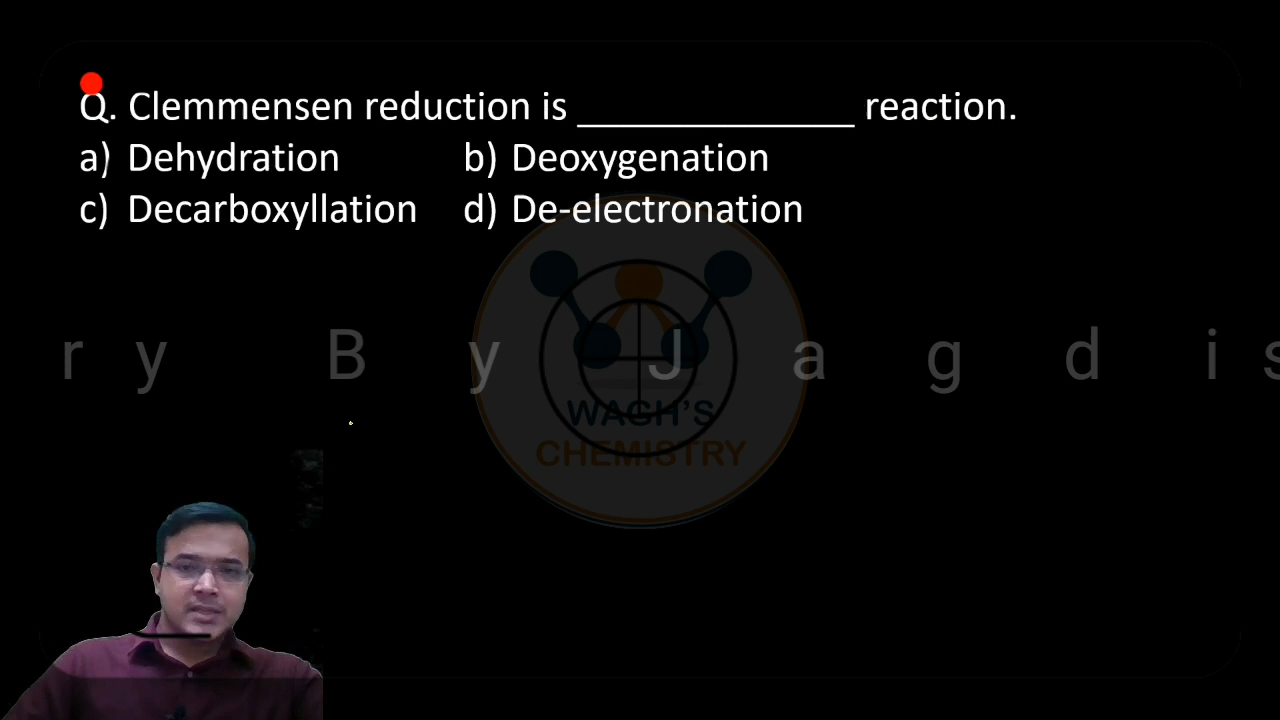 Q. Clemmensen reduction is ______________ reaction.
a) Dehydration b) Deoxygenation
c) Decarboxyllation d) De-electronation
r y B y J a g d i s
WAGH'S
CHEMISTRY